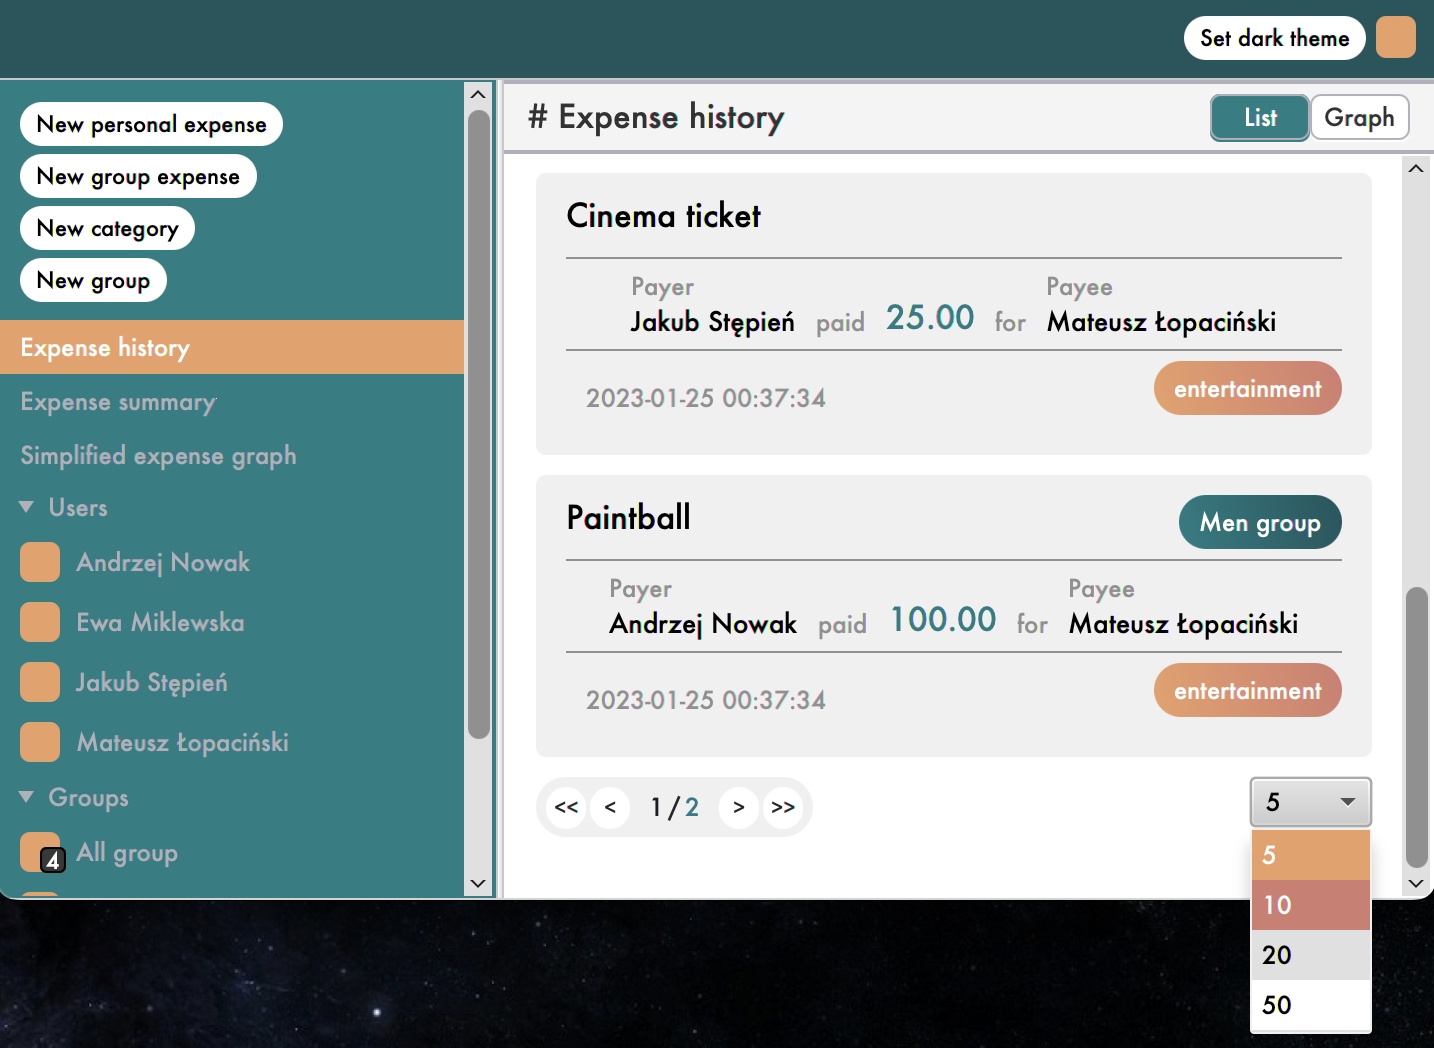 Set dark theme
New personal expense
New group expense
New category
New group
Expense history
Expense summary
Simplified expense graph
Users
Andrzej Nowak
Ewa Miklewska
Jakub Stępień
Mateusz Łopaciński
Groups
4 All group
# Expense history
List Graph
Cinema ticket
Payer Payee
Jakub Stępień paid 25.00 for Mateusz Łopaciński
2023-01-25 00:37:34 entertainment
Paintball Men group
Payer Payee
Andrzej Nowak paid 100.00 for Mateusz Łopaciński
2023-01-25 00:37:34 entertainment
<< < 1 / 2 > >> 5
5
10
20
50